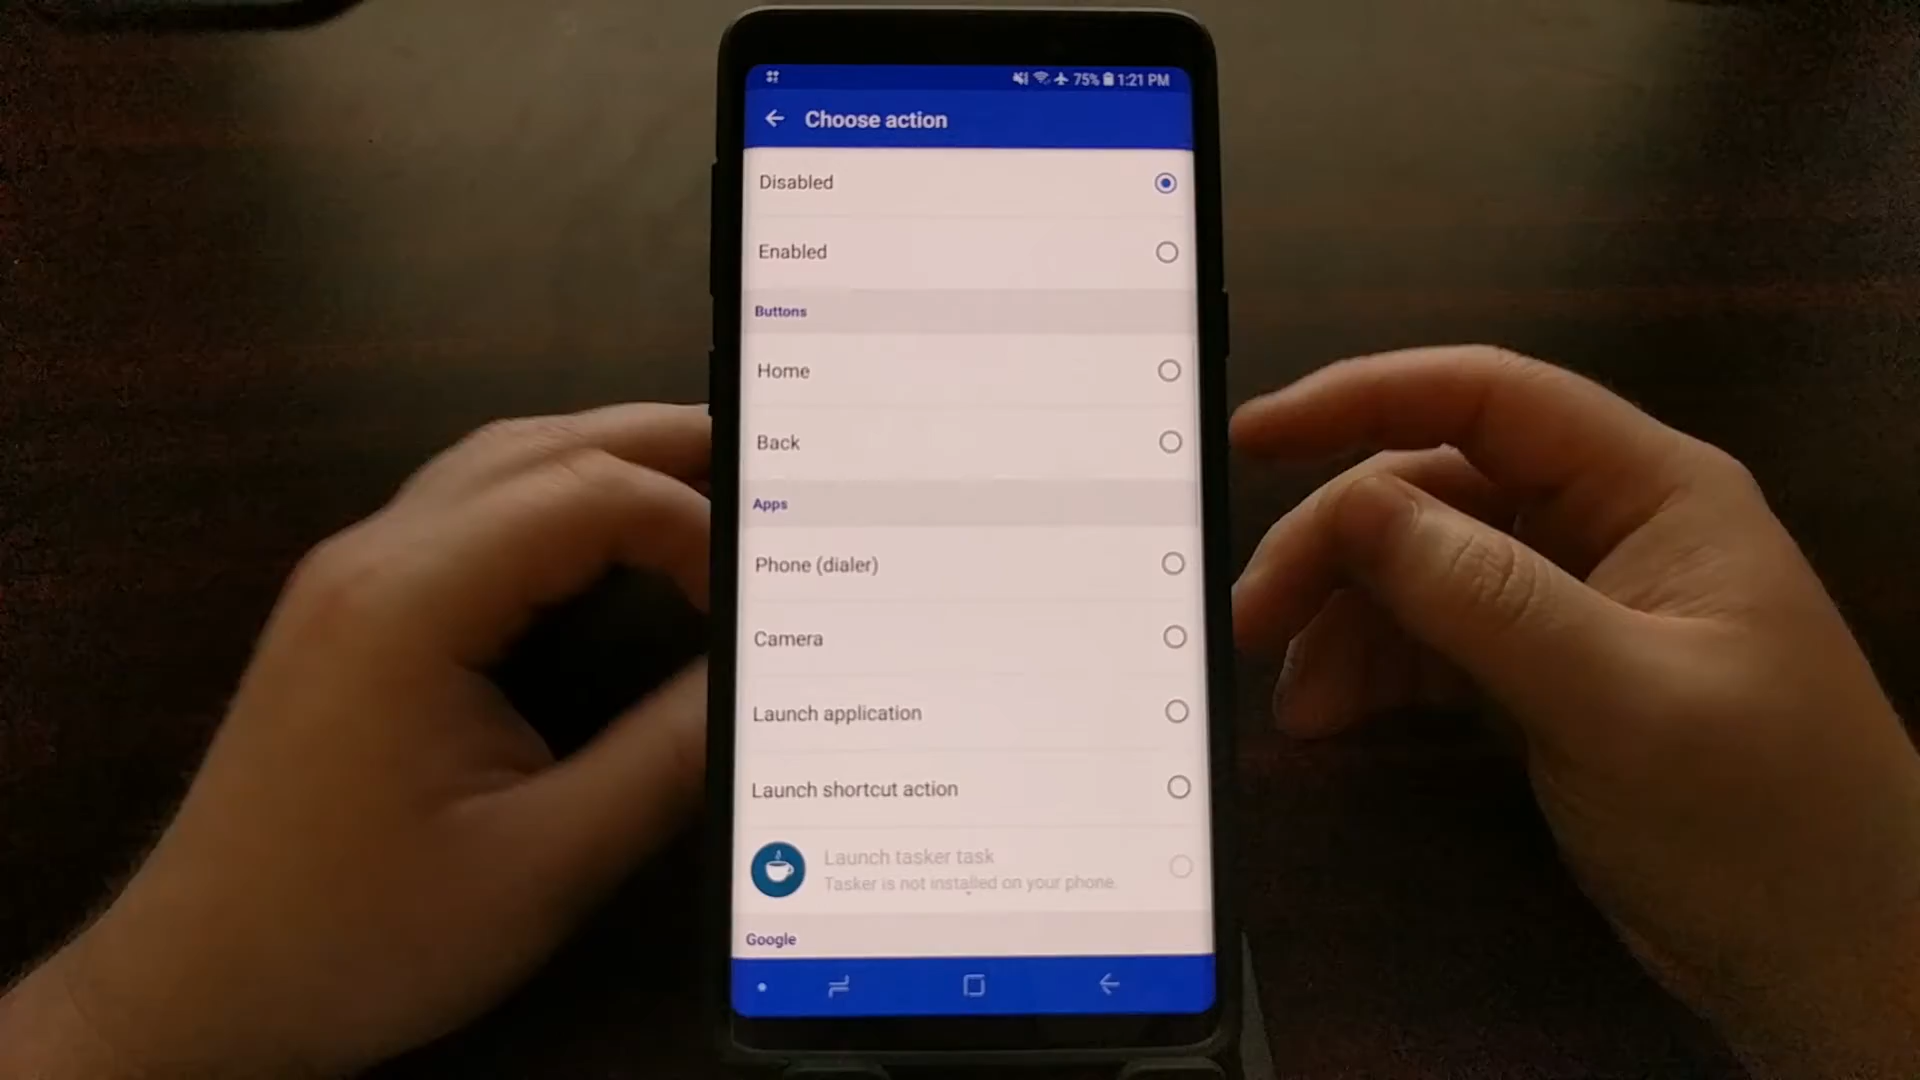 75% 1:21 PM
Choose action
Disabled
Enabled
Buttons
Home
Back
Apps
Phone (dialer)
Camera
Launch application
Launch shortcut action
Launch tasker task
Tasker is not installed on your phone.
Google